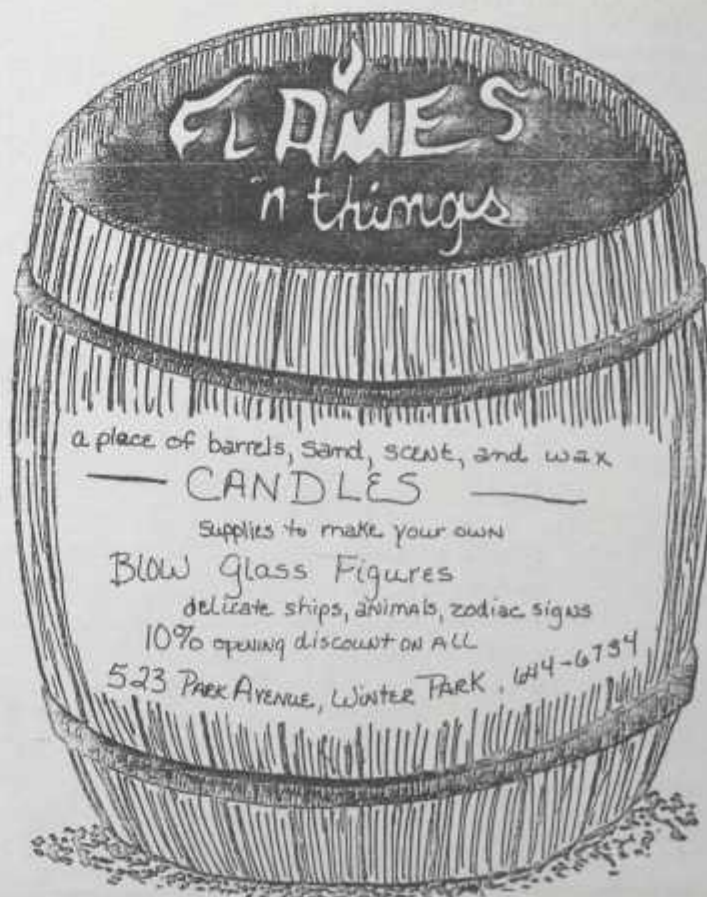 FLAMES
'n things
a place of barrels, sand, scent, and wax
CANDLES
supplies to make your own
Blow Glass Figures
delicate ships, animals, zodiac signs
10% opening discount on ALL
523 PARK AVENUE, WINTER PARK, 644-6734